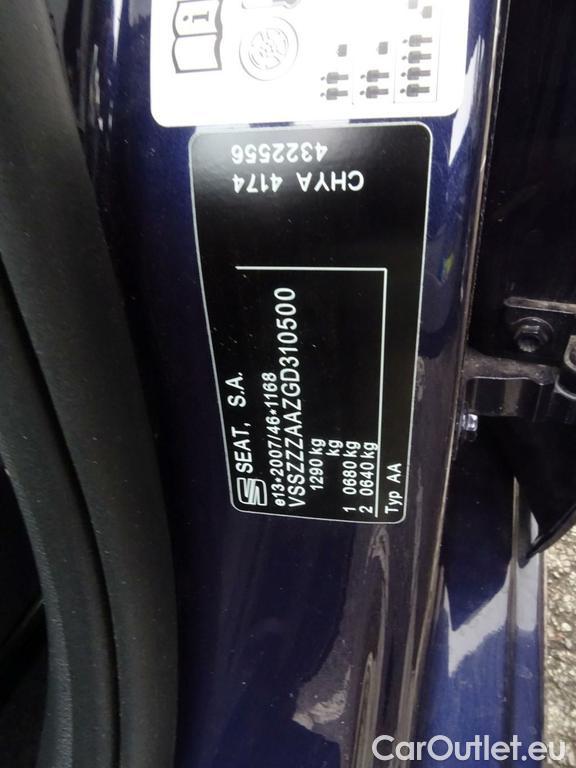 SEAT, S.A.
e13*2007/46*1168
VSSZZZAAZGD310500
1290 kg
1 0680 kg
2 0640 kg
Typ AA
CHYA 4174
4322556
CarOutlet.eu